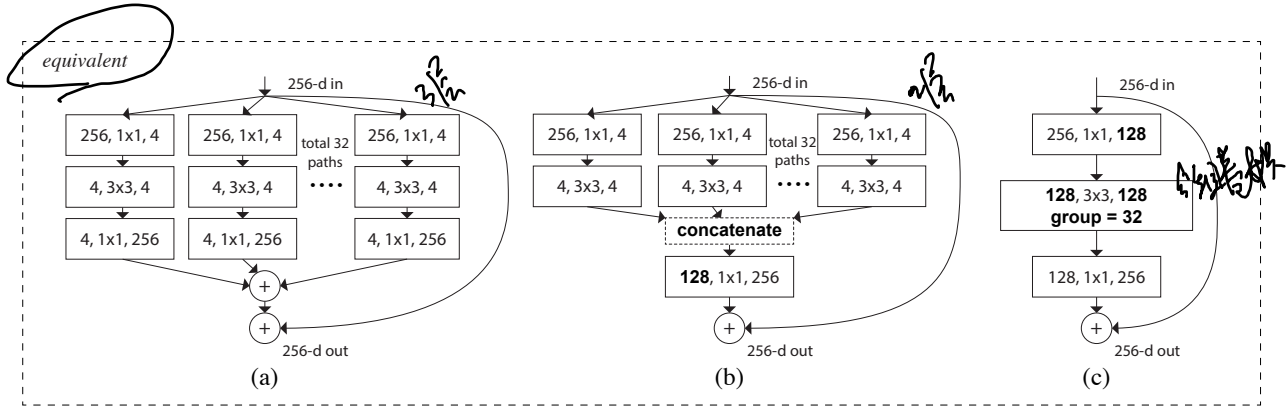 equivalent
256-d in
256, 1x1, 4
256, 1x1, 4
256, 1x1, 4
total 32
paths
4, 3x3, 4
4, 3x3, 4
....
4, 3x3, 4
4, 1x1, 256
4, 1x1, 256
4, 1x1, 256
+
+
256-d out
(a)
256-d in
256, 1x1, 4
256, 1x1, 4
256, 1x1, 4
total 32
paths
4, 3x3, 4
4, 3x3, 4
....
4, 3x3, 4
concatenate
128, 1x1, 256
+
256-d out
(b)
256-d in
256, 1x1, 128
128, 3x3, 128
group = 32
128, 1x1, 256
+
256-d out
(c)